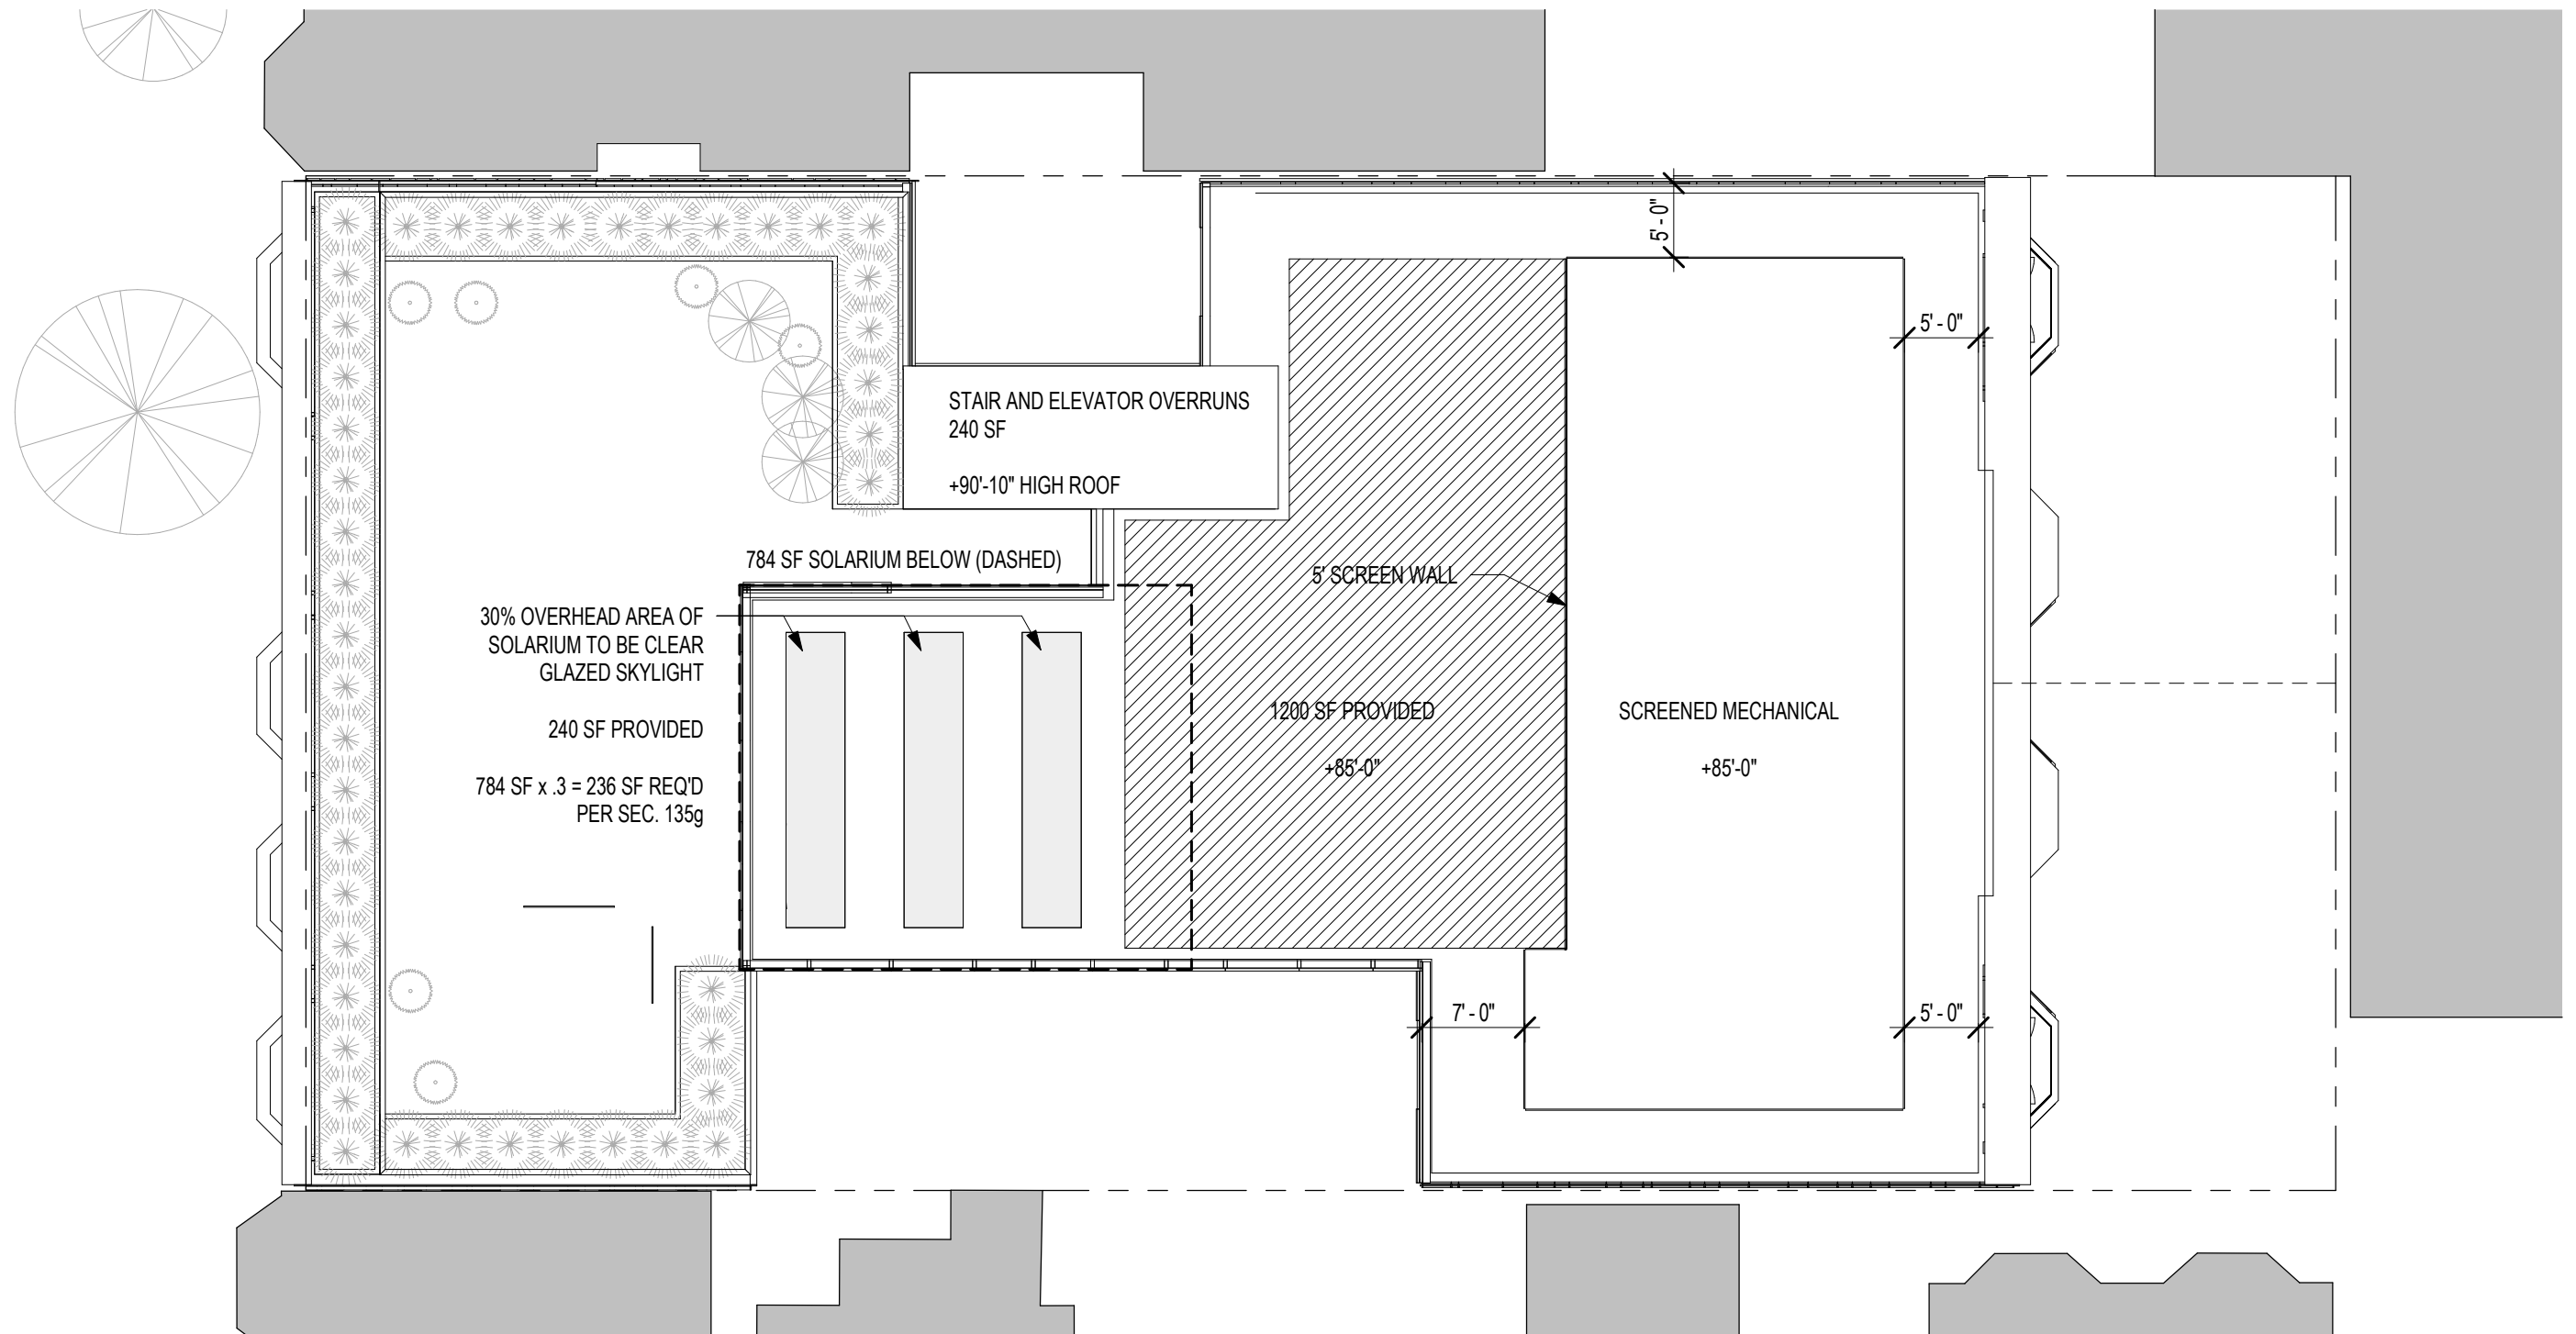 5' - 0"
5' - 0"
STAIR AND ELEVATOR OVERRUNS
240 SF
+90'-10" HIGH ROOF
784 SF SOLARIUM BELOW (DASHED)
5' SCREEN WALL
30% OVERHEAD AREA OF
SOLARIUM TO BE CLEAR
GLAZED SKYLIGHT
240 SF PROVIDED
784 SF x .3 = 236 SF REQ'D
PER SEC. 135g
1200 SF PROVIDED
+85'-0"
SCREENED MECHANICAL
+85'-0"
7' - 0"
5' - 0"